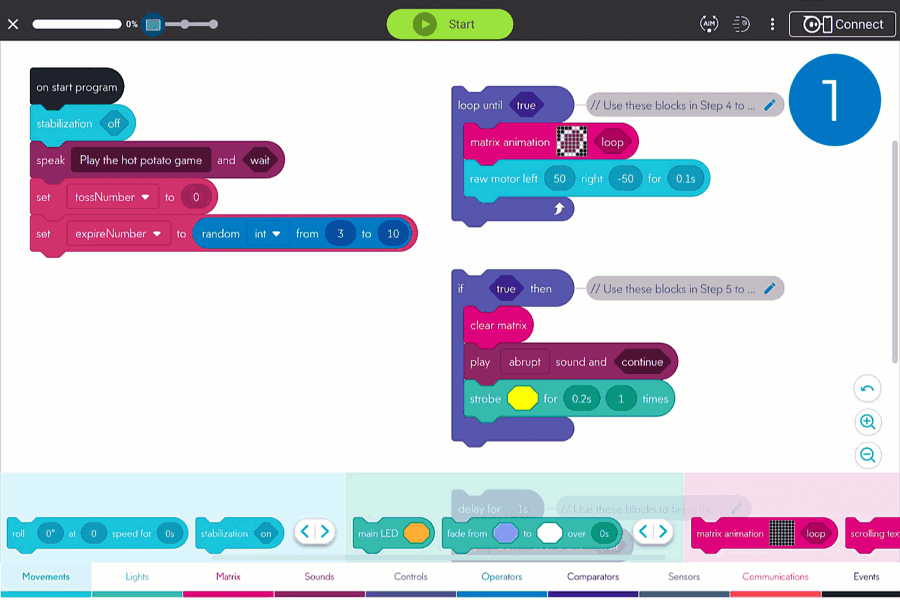 0% Start AIM Connect
1
on start program
stabilization off
speak Play the hot potato game and wait
set tossNumber to 0
set expireNumber to random int from 3 to 10
loop until true // Use these blocks in Step 4 to ...
matrix animation loop
raw motor left 50 right -50 for 0.1s
if true then // Use these blocks in Step 5 to ...
clear matrix
play abrupt sound and continue
strobe for 0.2s 1 times
delay for 1s // Use these blocks to finish the
roll 0° at 0 speed for 0s stabilization on main LED fade from to over 0s matrix animation loop scrolling tex
Movements Lights Matrix Sounds Controls Operators Comparators Sensors Communications Events